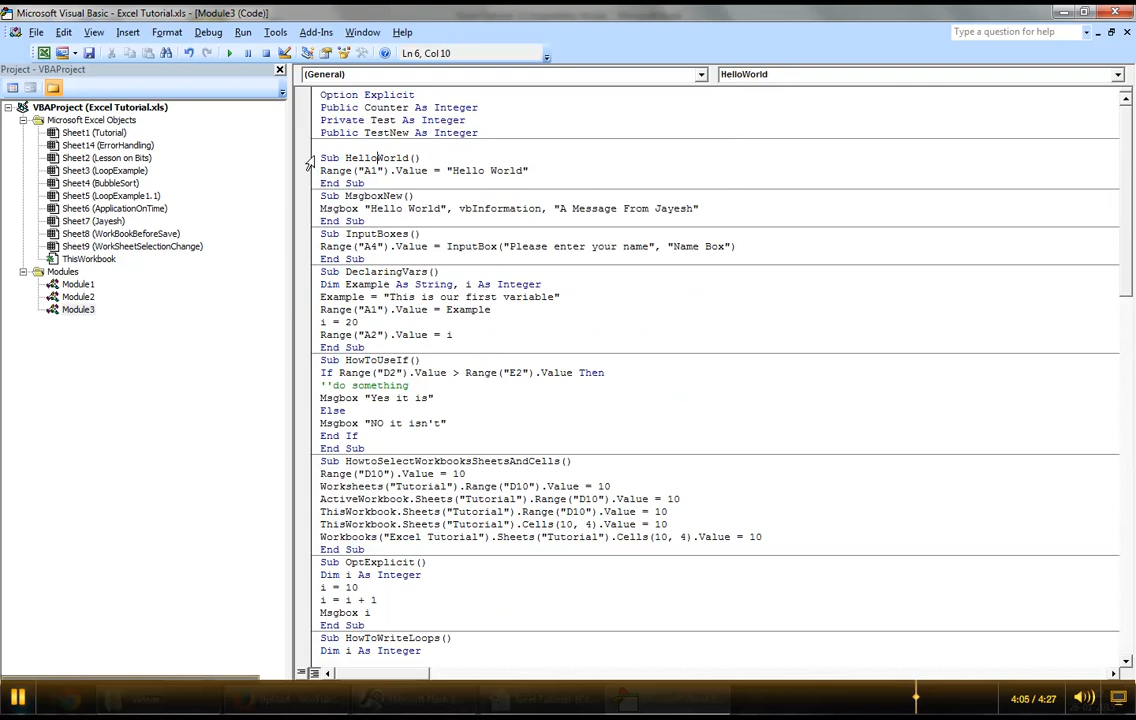 Microsoft Visual Basic - Excel Tutorial.xls - [Module3 (Code)]
File Edit View Insert Format Debug Run Tools Add-Ins Window Help
Type a question for help
Ln 6, Col 10
Project - VBAProject
(General)
HelloWorld
VBAProject (Excel Tutorial.xls)
Microsoft Excel Objects
Sheet1 (Tutorial)
Sheet14 (ErrorHandling)
Sheet2 (Lesson on Bits)
Sheet3 (LoopExample)
Sheet4 (BubbleSort)
Sheet5 (LoopExample1.1)
Sheet6 (ApplicationOnTime)
Sheet7 (Jayesh)
Sheet8 (WorkBookBeforeSave)
Sheet9 (WorkSheetSelectionChange)
ThisWorkbook
Modules
Module1
Module2
Module3
Option Explicit
Public Counter As Integer
Private Test As Integer
Public TestNew As Integer
Sub HelloWorld()
Range("A1").Value = "Hello World"
End Sub
Sub MsgboxNew()
Msgbox "Hello World", vbInformation, "A Message From Jayesh"
End Sub
Sub InputBoxes()
Range("A4").Value = InputBox("Please enter your name", "Name Box")
End Sub
Sub DeclaringVars()
Dim Example As String, i As Integer
Example = "This is our first variable"
Range("A1").Value = Example
i = 20
Range("A2").Value = i
End Sub
Sub HowToUseIf()
If Range("D2").Value > Range("E2").Value Then
''do something
Msgbox "Yes it is"
Else
Msgbox "NO it isn't"
End If
End Sub
Sub HowtoSelectWorkbooksSheetsAndCells()
Range("D10").Value = 10
Worksheets("Tutorial").Range("D10").Value = 10
ActiveWorkbook.Sheets("Tutorial").Range("D10").Value = 10
ThisWorkbook.Sheets("Tutorial").Range("D10").Value = 10
ThisWorkbook.Sheets("Tutorial").Cells(10, 4).Value = 10
Workbooks("Excel Tutorial").Sheets("Tutorial").Cells(10, 4).Value = 10
End Sub
Sub OptExplicit()
Dim i As Integer
i = 10
i = i + 1
Msgbox i
End Sub
Sub HowToWriteLoops()
Dim i As Integer
4:05 / 4:27